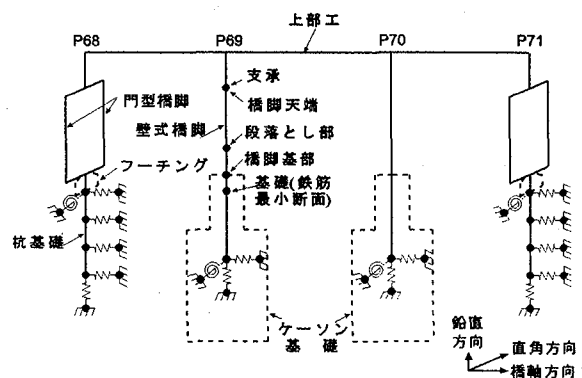 上部工
P68
P69
P70
P71
支承
橋脚天端
門型橋脚
壁式橋脚
段落とし部
橋脚基部
フーチング
基礎(鉄筋
最小断面)
杭基礎
ケーソン
基礎
鉛直
方向
直角方向
橋軸方向